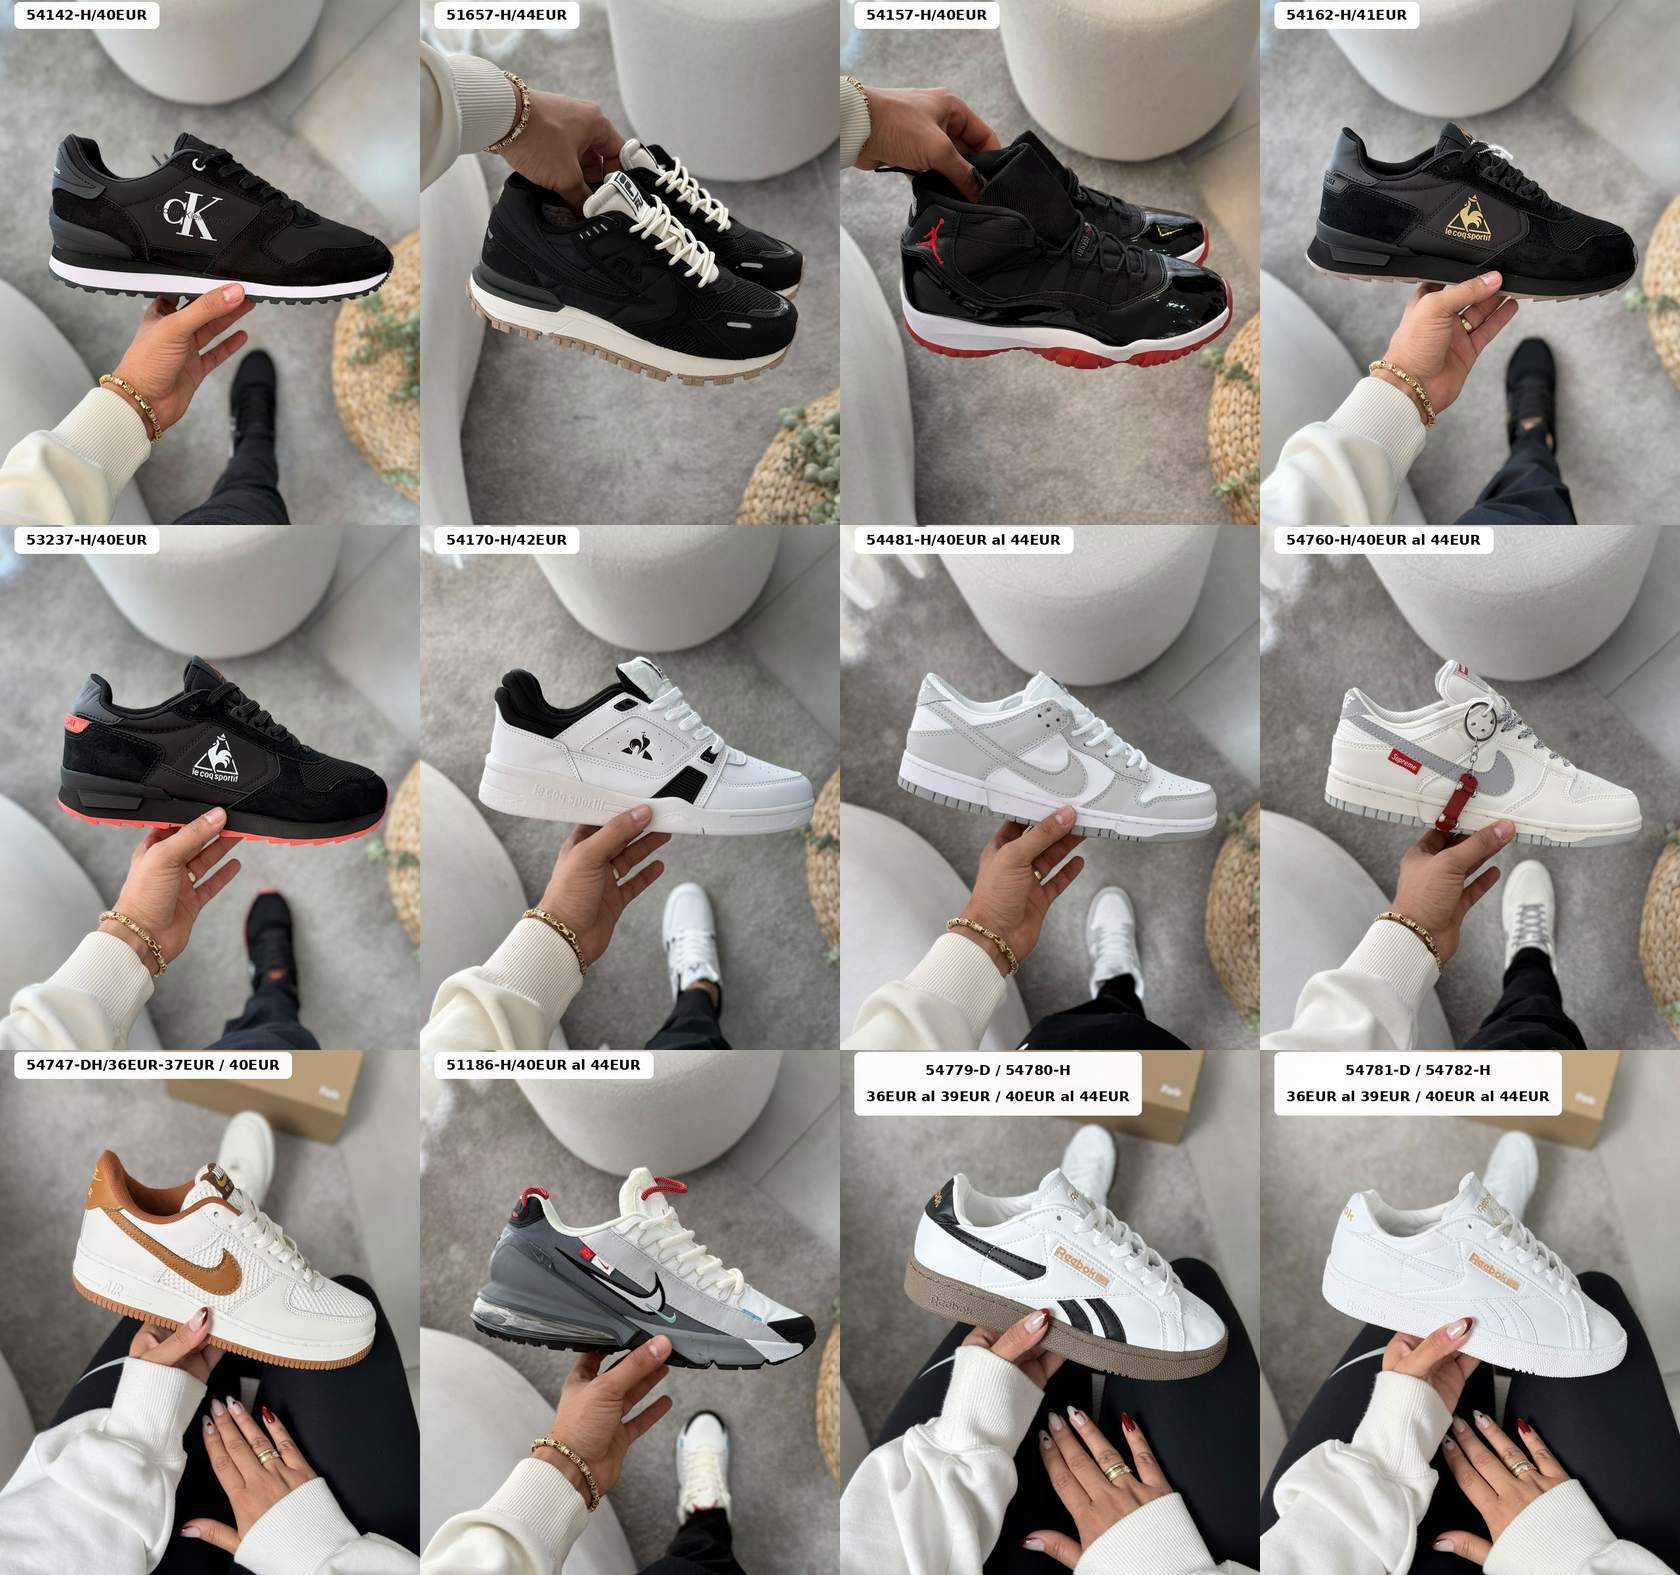 54142-H/40EUR
51657-H/44EUR
54157-H/40EUR
54162-H/41EUR
cK
FILA
le coq sportif
53237-H/40EUR
54170-H/42EUR
54481-H/40EUR al 44EUR
54760-H/40EUR al 44EUR
le coq sportif
le coq sportif
Supreme
54747-DH/36EUR-37EUR / 40EUR
51186-H/40EUR al 44EUR
54779-D / 54780-H
36EUR al 39EUR / 40EUR al 44EUR
54781-D / 54782-H
36EUR al 39EUR / 40EUR al 44EUR
AIR
Reebok
Reebok
Reebok